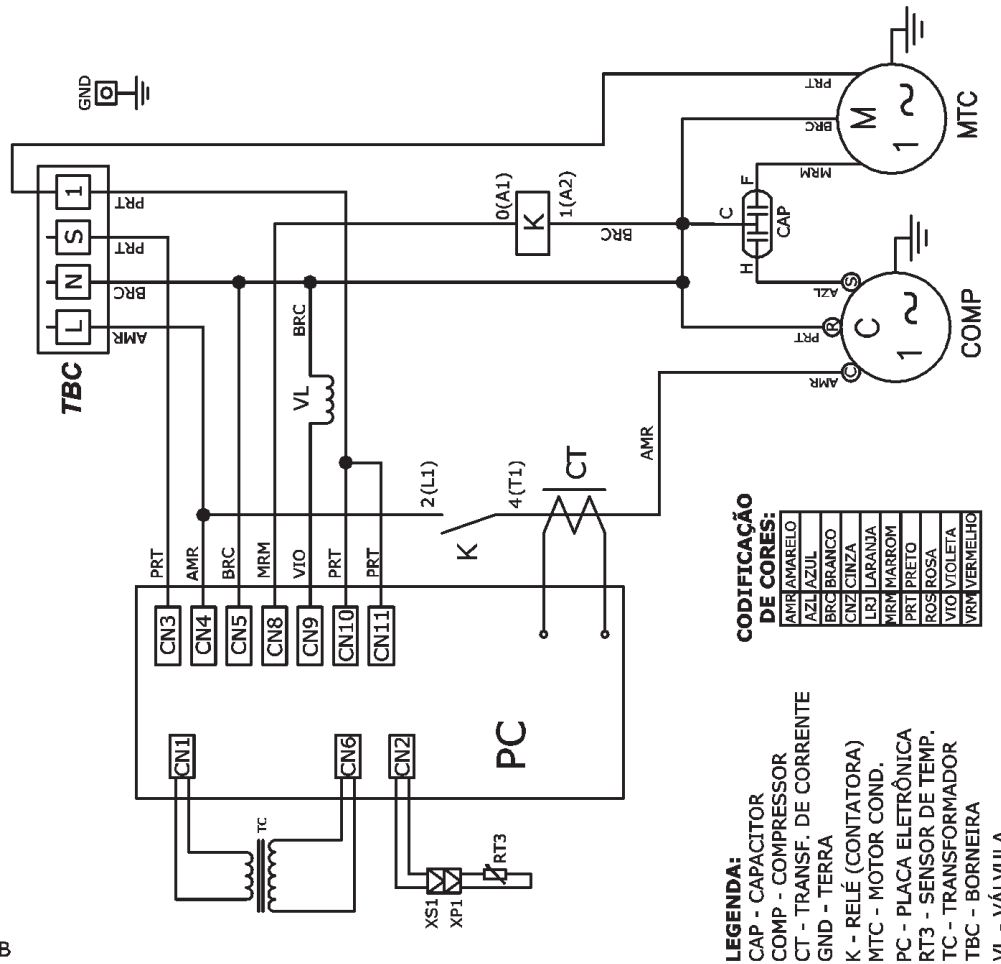 GND
TBC
L
N
S
1
AMR
BRC
PRT
PRT
PRT
AMR
BRC
MRM
VIO
PRT
PRT
CN3
CN4
CN5
CN8
CN9
CN10
CN11
CN1
CN6
CN2
PC
TC
XS1
XP1
RT3
VL
BRC
2(L1)
4(T1)
K
CT
AMR
0(A1)
1(A2)
K
BRC
H
C
F
CAP
AZL
PRT
AMR
S
R
C
C
1
COMP
MRM
BRC
PRT
M
1
MTC
CODIFICAÇÃO
DE CORES:
AMR AMARELO
AZL AZUL
BRC BRANCO
CNZ CINZA
LRJ LARANJA
MRM MARROM
PRT PRETO
ROS ROSA
VIO VIOLETA
VRM VERMELHO
LEGENDA:
CAP - CAPACITOR
COMP - COMPRESSOR
CT - TRANSF. DE CORRENTE
GND - TERRA
K - RELÉ (CONTATORA)
MTC - MOTOR COND.
PC - PLACA ELETRÔNICA
RT3 - SENSOR DE TEMP.
TC - TRANSFORMADOR
TBC - BORNEIRA
VL - VÁLVULA
B